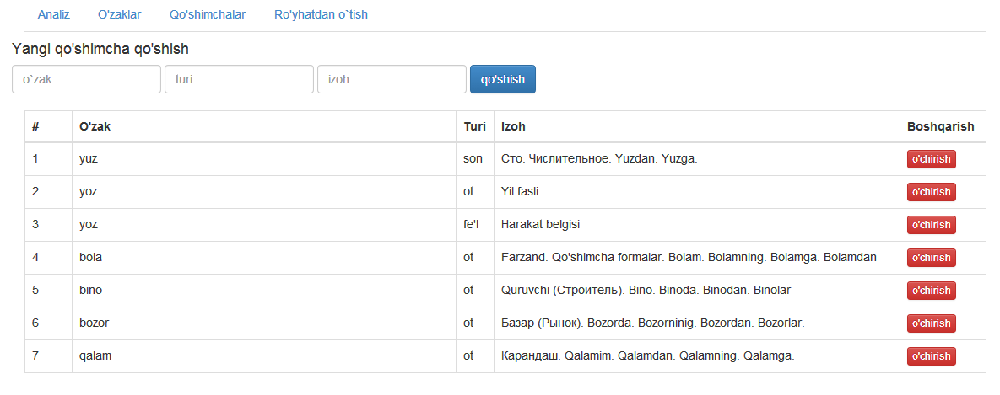 Analiz O'zaklar Qo'shimchalar Ro'yhatdan o`tish
Yangi qo'shimcha qo'shish
o`zak turi izoh qo'shish
# O'zak Turi Izoh Boshqarish
1 yuz son Сто. Числительное. Yuzdan. Yuzga. o'chirish
2 yoz ot Yil fasli o'chirish
3 yoz fe'l Harakat belgisi o'chirish
4 bola ot Farzand. Qo'shimcha formalar. Bolam. Bolamning. Bolamga. Bolamdan o'chirish
5 bino ot Quruvchi (Строитель). Bino. Binoda. Binodan. Binolar o'chirish
6 bozor ot Базар (Рынок). Bozorda. Bozorninig. Bozordan. Bozorlar. o'chirish
7 qalam ot Карандаш. Qalamim. Qalamdan. Qalamning. Qalamga. o'chirish